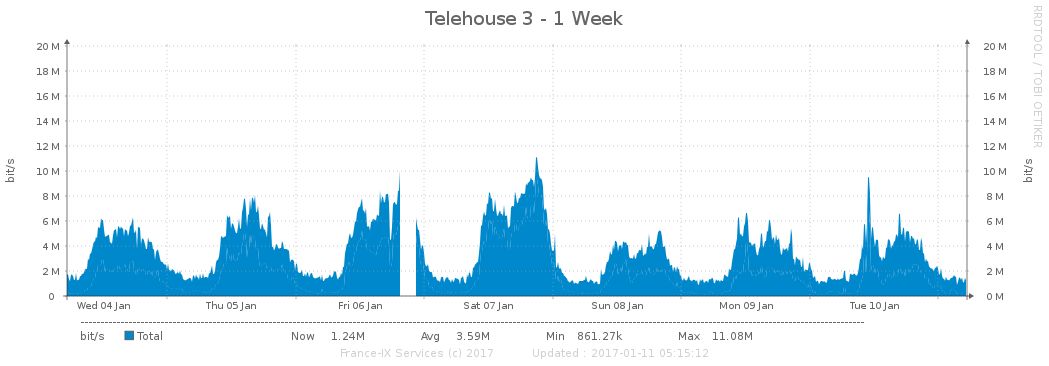 Telehouse 3 - 1 Week
RRDTOOL / TOBI OETIKER
20 M 20 M
18 M 18 M
16 M 16 M
14 M 14 M
12 M 12 M
10 M 10 M
8 M 8 M
6 M 6 M
4 M 4 M
2 M 2 M
0 0 M
bit/s bit/s
Wed 04 Jan Thu 05 Jan Fri 06 Jan Sat 07 Jan Sun 08 Jan Mon 09 Jan Tue 10 Jan
bit/s Total Now 1.24M Avg 3.59M Min 861.27k Max 11.08M
France-IX Services (c) 2017 Updated : 2017-01-11 05:15:12